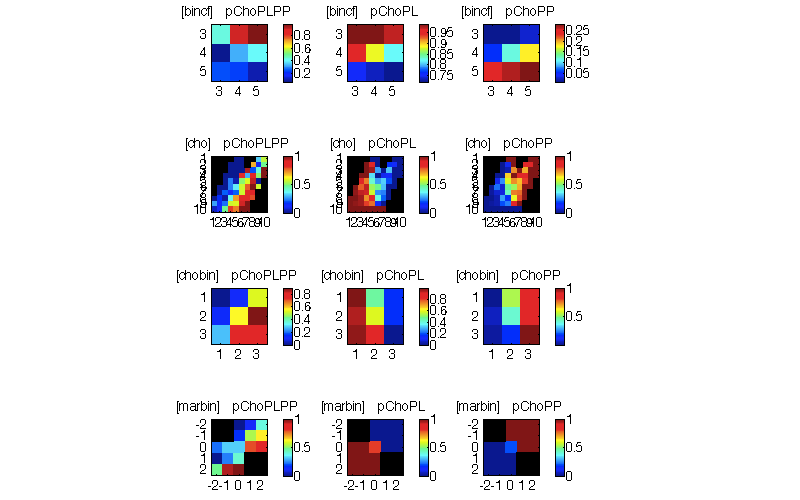 [bincf] pChoPLPP [bincf] pChoPL [bincf] pChoPP
3 0.8 3 0.95 3 0.25
0.6 0.9 0.2
4 4 0.85 4 0.15
0.4 0.8 0.1
0.2 0.05
5 5 0.75 5
3 4 5 3 4 5 3 4 5
[cho] pChoPLPP [cho] pChoPL [cho] pChoPP
1 1 1
0.5 0.5 0.5
10 0 10 0 10 0
12345678910 12345678910 12345678910
[chobin] pChoPLPP [chobin] pChoPL [chobin] pChoPP
1 0.8 1 0.8 1
0.6 0.6
2 0.4 2 0.4 2 0.5
0.2 0.2
3 0 3 0 3
1 2 3 1 2 3 1 2 3
[marbin] pChoPLPP [marbin] pChoPL [marbin] pChoPP
-2 1 -2 1 -2 1
-1 -1 -1
0 0.5 0 0.5 0 0.5
1 1 1
2 0 2 0 2 0
-2-1 0 1 2 -2-1 0 1 2 -2-1 0 1 2